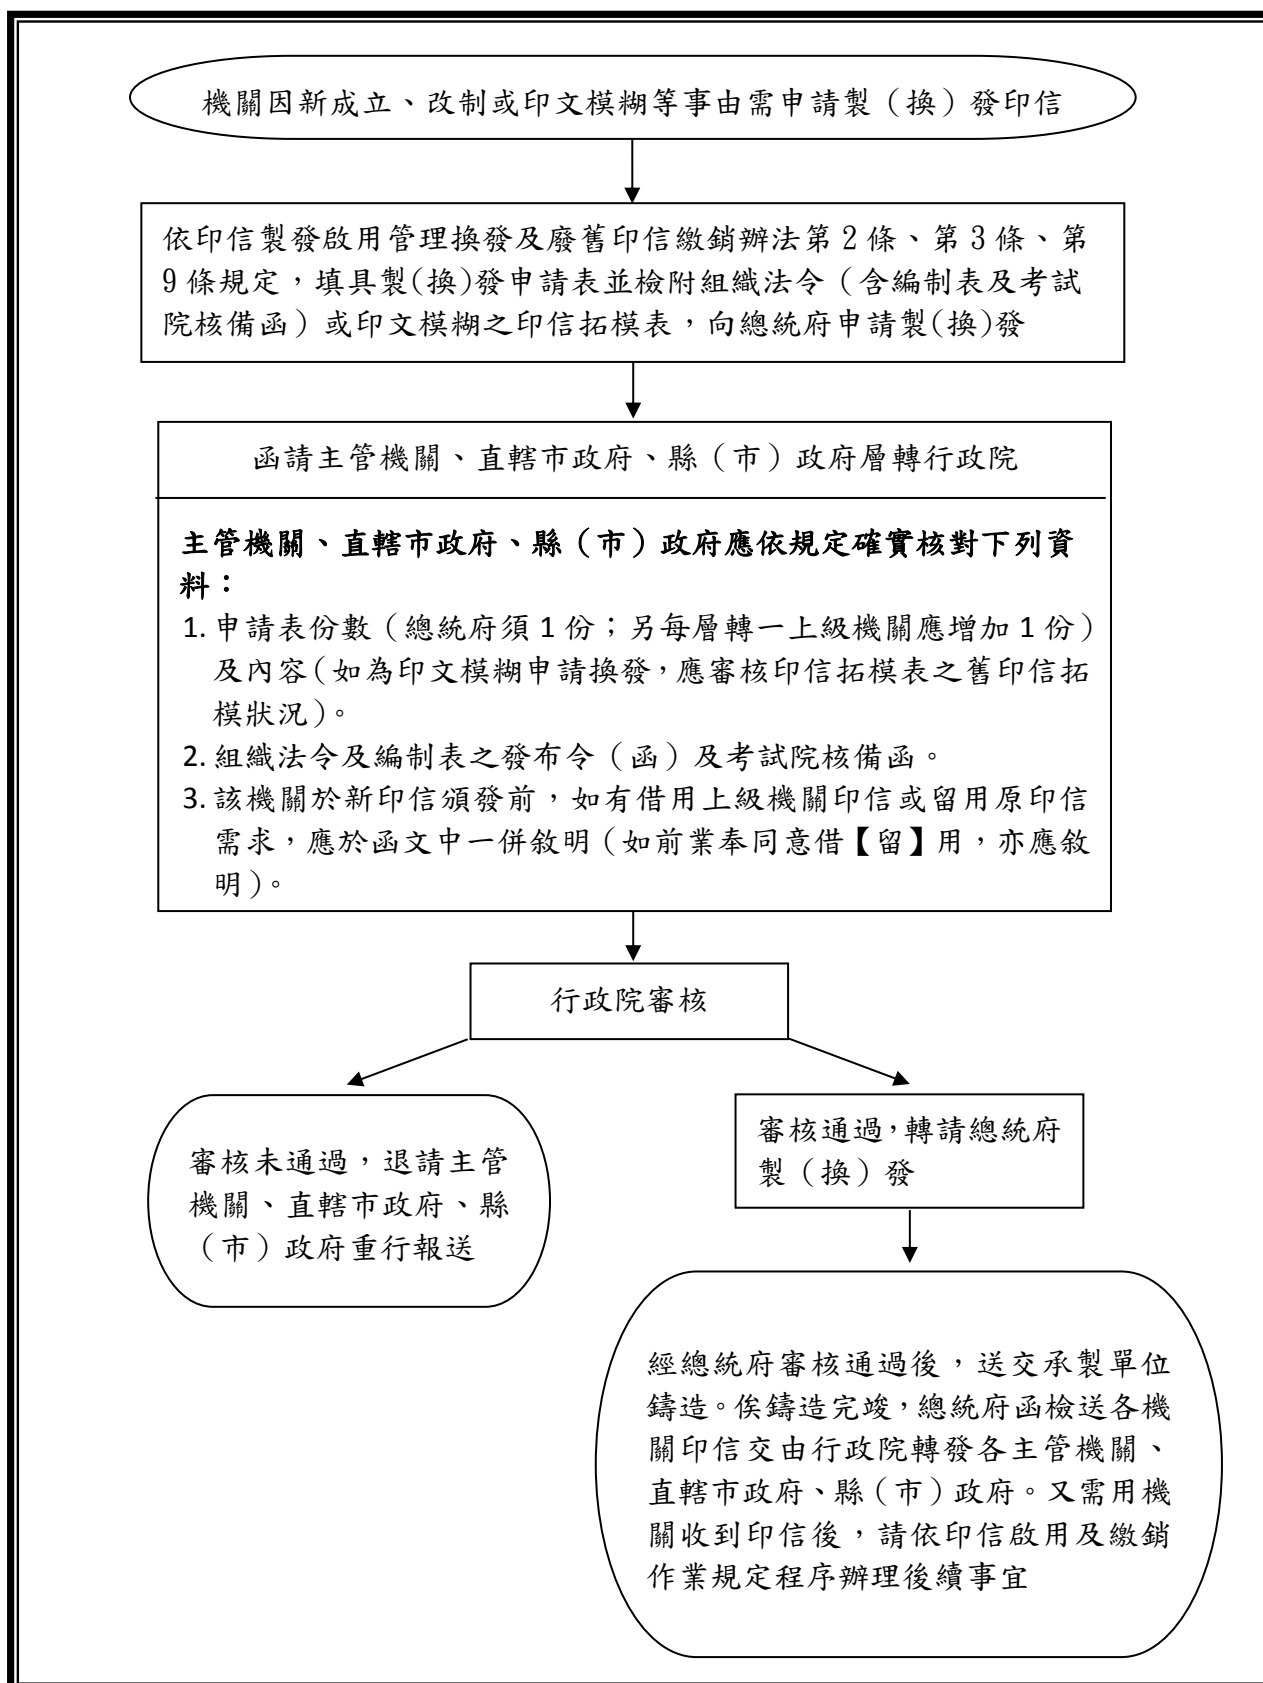 機關因新成立、改制或印文模糊等事由需申請製（換）發印信
依印信製發啟用管理換發及廢舊印信繳銷辦法第 2 條、第 3 條、第
9 條規定，填具製(換)發申請表並檢附組織法令（含編制表及考試
院核備函）或印文模糊之印信拓模表，向總統府申請製(換)發
函請主管機關、直轄市政府、縣（市）政府層轉行政院
主管機關、直轄市政府、縣（市）政府應依規定確實核對下列資
料：
1. 申請表份數（總統府須 1 份；另每層轉一上級機關應增加 1 份）
及內容（如為印文模糊申請換發，應審核印信拓模表之舊印信拓
模狀況）。
2. 組織法令及編制表之發布令（函）及考試院核備函。
3. 該機關於新印信頒發前，如有借用上級機關印信或留用原印信
需求，應於函文中一併敘明（如前業奉同意借【留】用，亦應敘
明）。
行政院審核
審核未通過，退請主管
機關、直轄市政府、縣
（市）政府重行報送
審核通過，轉請總統府
製（換）發
經總統府審核通過後，送交承製單位
鑄造。俟鑄造完竣，總統府函檢送各機
關印信交由行政院轉發各主管機關、
直轄市政府、縣（市）政府。又需用機
關收到印信後，請依印信啟用及繳銷
作業規定程序辦理後續事宜